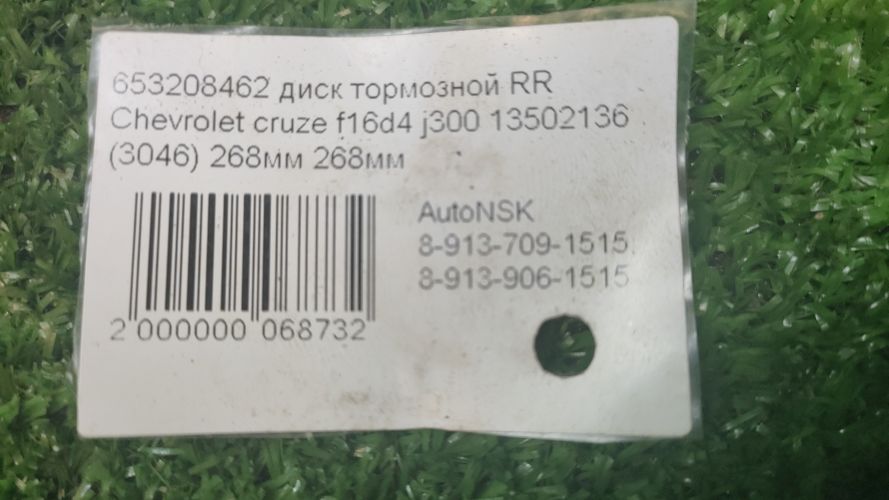 653208462 диск тормозной RR
Chevrolet cruze f16d4 j300 13502136
(3046) 268мм 268мм
AutoNSK
8-913-709-1515
8-913-906-1515
2 000000 068732